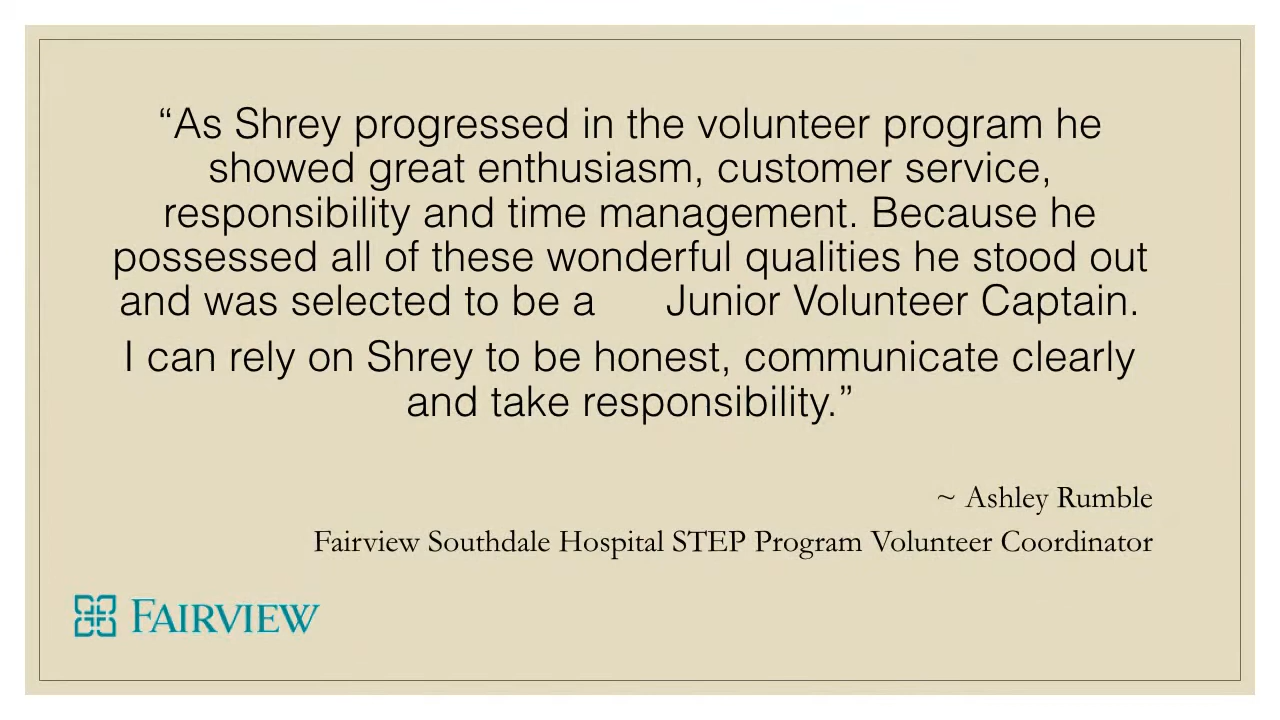 “As Shrey progressed in the volunteer program he
showed great enthusiasm, customer service,
responsibility and time management. Because he
possessed all of these wonderful qualities he stood out
and was selected to be a Junior Volunteer Captain.
I can rely on Shrey to be honest, communicate clearly
and take responsibility.”
~ Ashley Rumble
Fairview Southdale Hospital STEP Program Volunteer Coordinator
FAIRVIEW